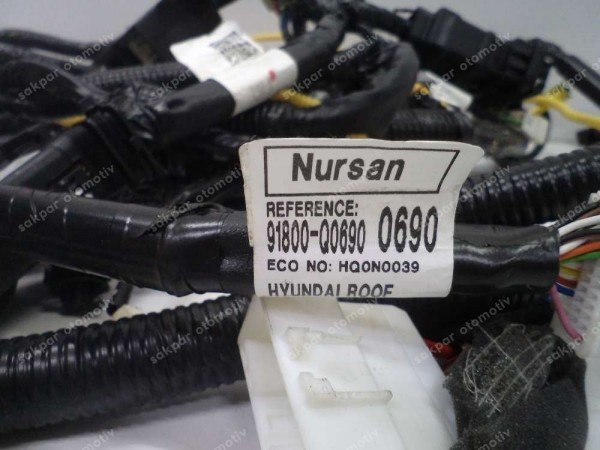 Nursan
REFERENCE:
91800-Q0690 0690
ECO NO: HQ0N0039
HYUNDAI ROOF
sakpar otomotiv